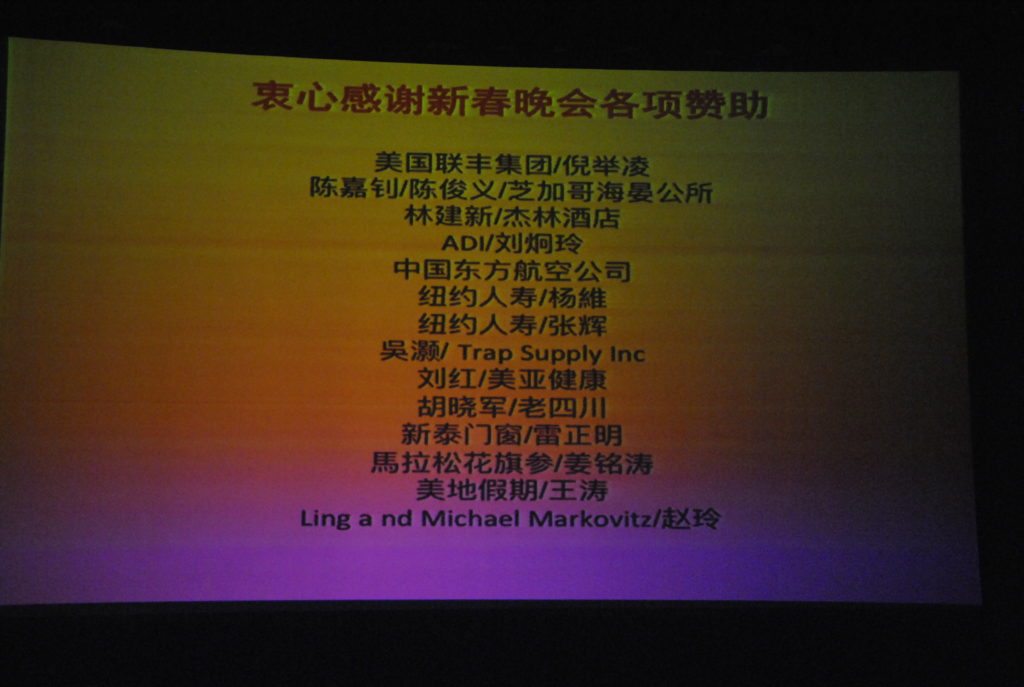 衷心感谢新春晚会各项赞助
美国联丰集团/倪举凌
陈嘉钊/陈俊义/芝加哥海晏公所
林建新/杰林酒店
ADI/刘炯玲
中国东方航空公司
纽约人寿/杨維
纽约人寿/张辉
吳灏/ Trap Supply Inc
刘红/美亚健康
胡晓军/老四川
新泰门窗/雷正明
馬拉松花旗参/姜铭涛
美地假期/王涛
Ling a nd Michael Markovitz/赵玲